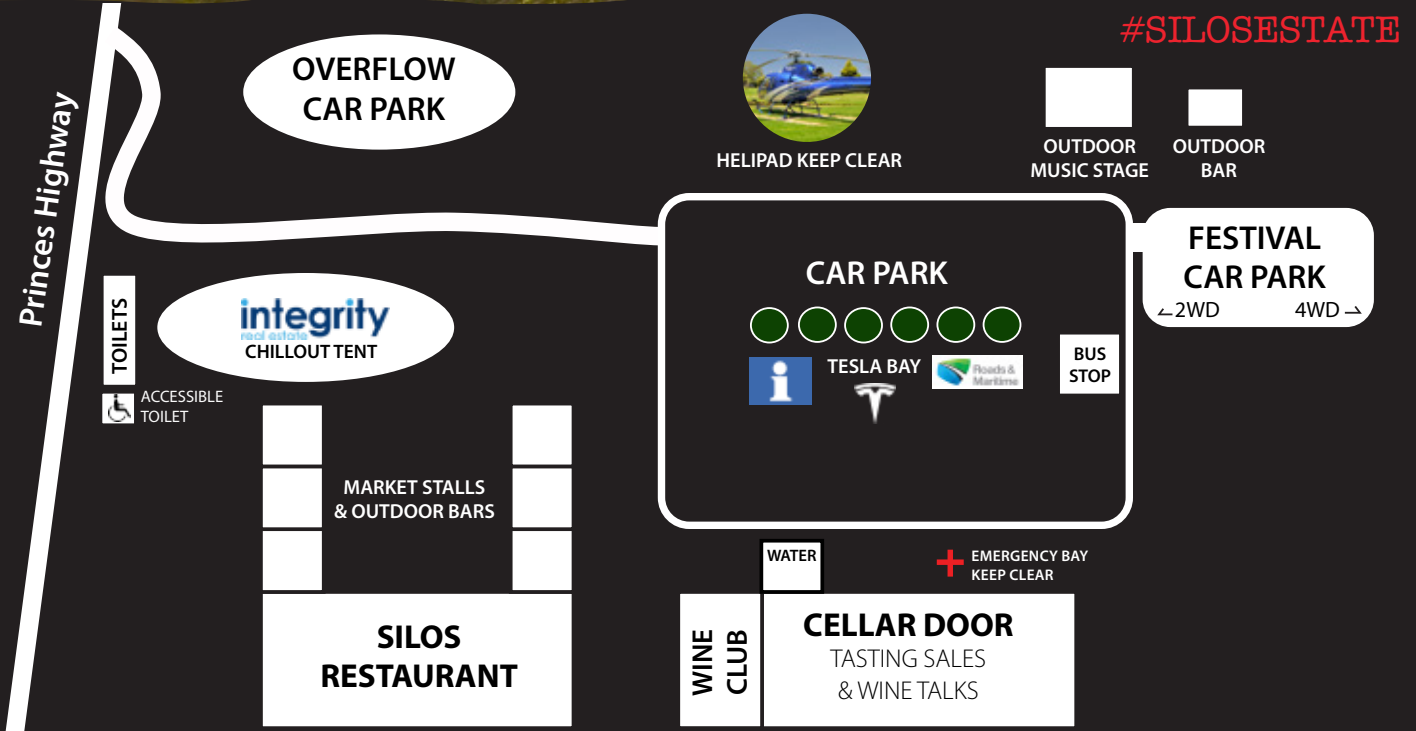 #SILOSESTATE
OVERFLOW
CAR PARK
HELIPAD KEEP CLEAR
OUTDOOR
MUSIC STAGE
OUTDOOR
BAR
Princes Highway
FESTIVAL
CAR PARK
←2WD
4WD→
CAR PARK
TOILETS
integrity
real estate
CHILLOUT TENT
i
TESLA BAY
Roads &
Maritime
BUS
STOP
ACCESSIBLE
TOILET
MARKET STALLS
& OUTDOOR BARS
WATER
EMERGENCY BAY
KEEP CLEAR
SILOS
RESTAURANT
WINE
CLUB
CELLAR DOOR
TASTING SALES
& WINE TALKS